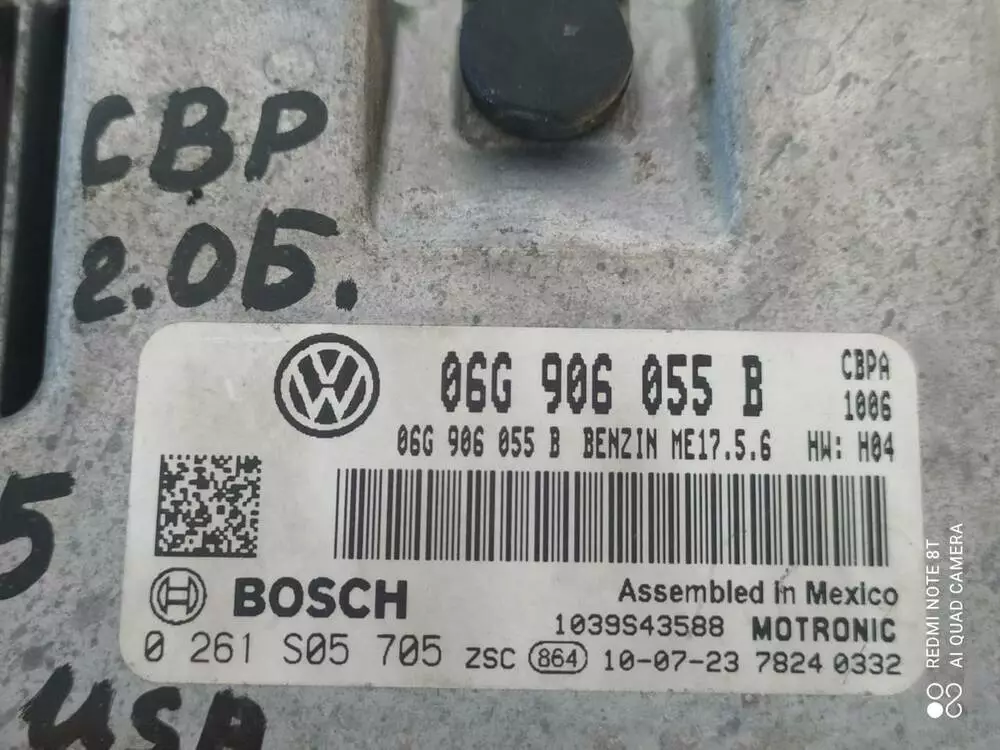 CBP
2.0Б.
06G 906 055 B
CBPA
1006
06G 906 055 B BENZIN ME17.5.6 HW: H04
BOSCH
Assembled in Mexico
1039S43588 MOTRONIC
0 261 S05 705 ZSC 864 10-07-23 7824 0332
5
USA
REDMI NOTE 8T
AI QUAD CAMERA